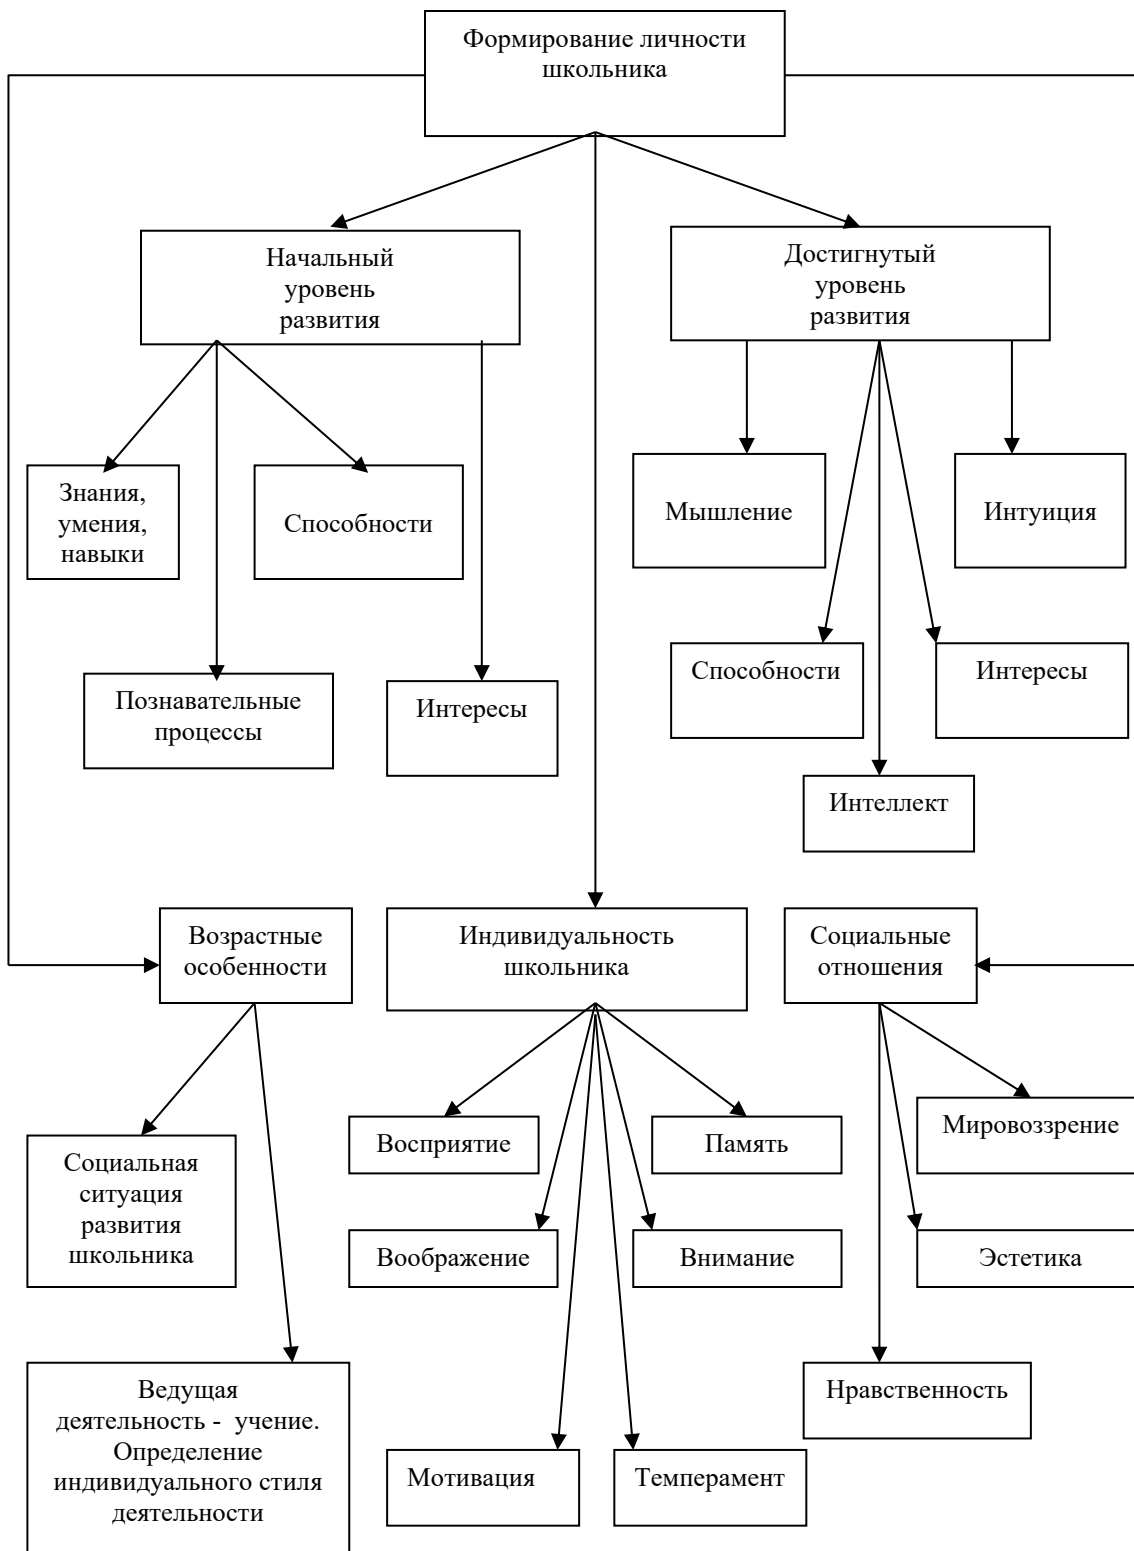 Формирование личности
школьника
Начальный
уровень
развития
Достигнутый
уровень
развития
Знания,
умения,
навыки
Способности
Мышление
Интуиция
Познавательные
процессы
Интересы
Способности
Интересы
Интеллект
Возрастные
особенности
Индивидуальность
школьника
Социальные
отношения
Социальная
ситуация
развития
школьника
Восприятие
Память
Мировоззрение
Воображение
Внимание
Эстетика
Ведущая
деятельность - учение.
Определение
индивидуального стиля
деятельности
Мотивация
Темперамент
Нравственность